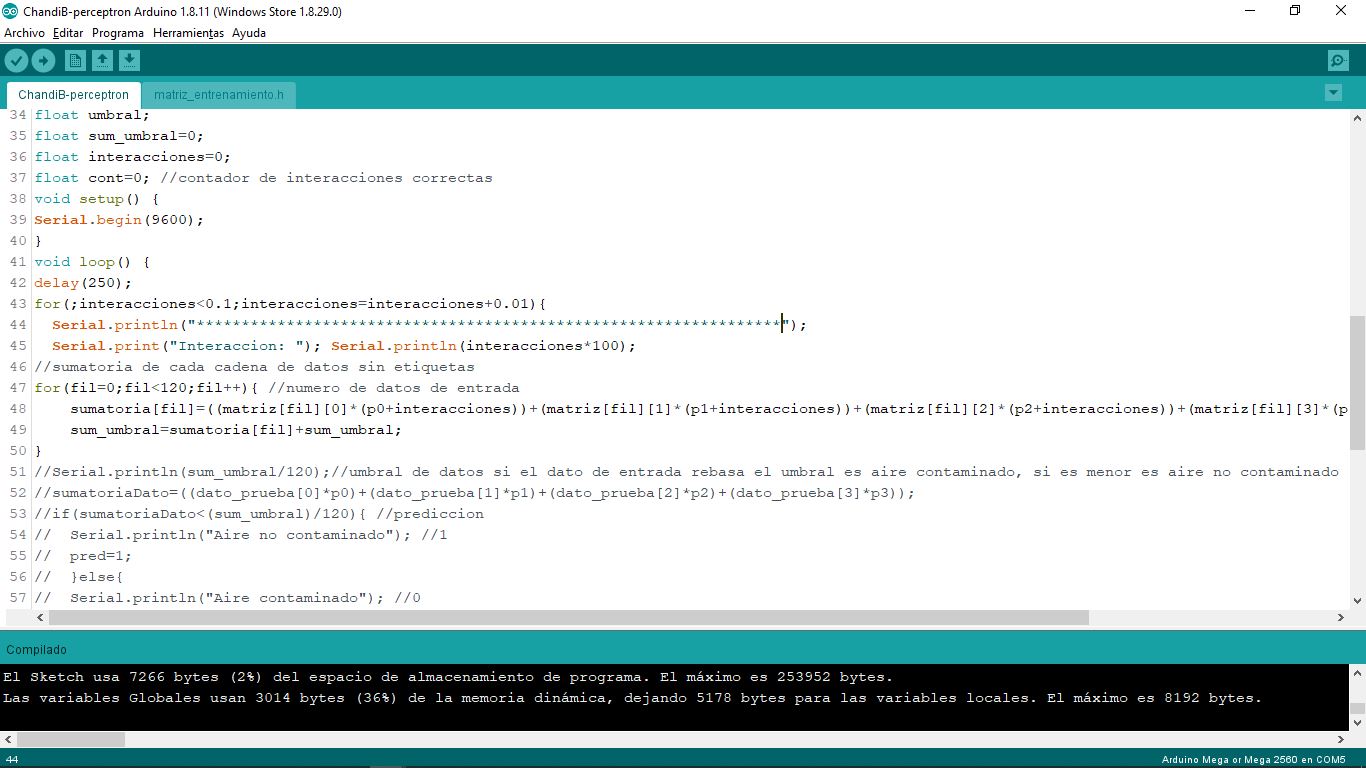 ChandiB-perceptron Arduino 1.8.11 (Windows Store 1.8.29.0)
Archivo Editar Programa Herramientas Ayuda
ChandiB-perceptron matriz_entrenamiento.h
34 float umbral;
35 float sum_umbral=0;
36 float interacciones=0;
37 float cont=0; //contador de interacciones correctas
38 void setup() {
39 Serial.begin(9600);
40 }
41 void loop() {
42 delay(250);
43 for(;interacciones<0.1;interacciones=interacciones+0.01){
44 Serial.println("********************************************************************");
45 Serial.print("Interaccion: "); Serial.println(interacciones*100);
46 //sumatoria de cada cadena de datos sin etiquetas
47 for(fil=0;fil<120;fil++){ //numero de datos de entrada
48 sumatoria[fil]=((matriz[fil][0]*(p0+interacciones))+(matriz[fil][1]*(p1+interacciones))+(matriz[fil][2]*(p2+interacciones))+(matriz[fil][3]*(p
49 sum_umbral=sumatoria[fil]+sum_umbral;
50 }
51 //Serial.println(sum_umbral/120);//umbral de datos si el dato de entrada rebasa el umbral es aire contaminado, si es menor es aire no contaminado
52 //sumatoriaDato=((dato_prueba[0]*p0)+(dato_prueba[1]*p1)+(dato_prueba[2]*p2)+(dato_prueba[3]*p3));
53 //if(sumatoriaDato<(sum_umbral)/120){ //prediccion
54 // Serial.println("Aire no contaminado"); //1
55 // pred=1;
56 // }else{
57 // Serial.println("Aire contaminado"); //0
Compilado
El Sketch usa 7266 bytes (2%) del espacio de almacenamiento de programa. El máximo es 253952 bytes.
Las variables Globales usan 3014 bytes (36%) de la memoria dinámica, dejando 5178 bytes para las variables locales. El máximo es 8192 bytes.
44 Arduino Mega or Mega 2560 en COM5